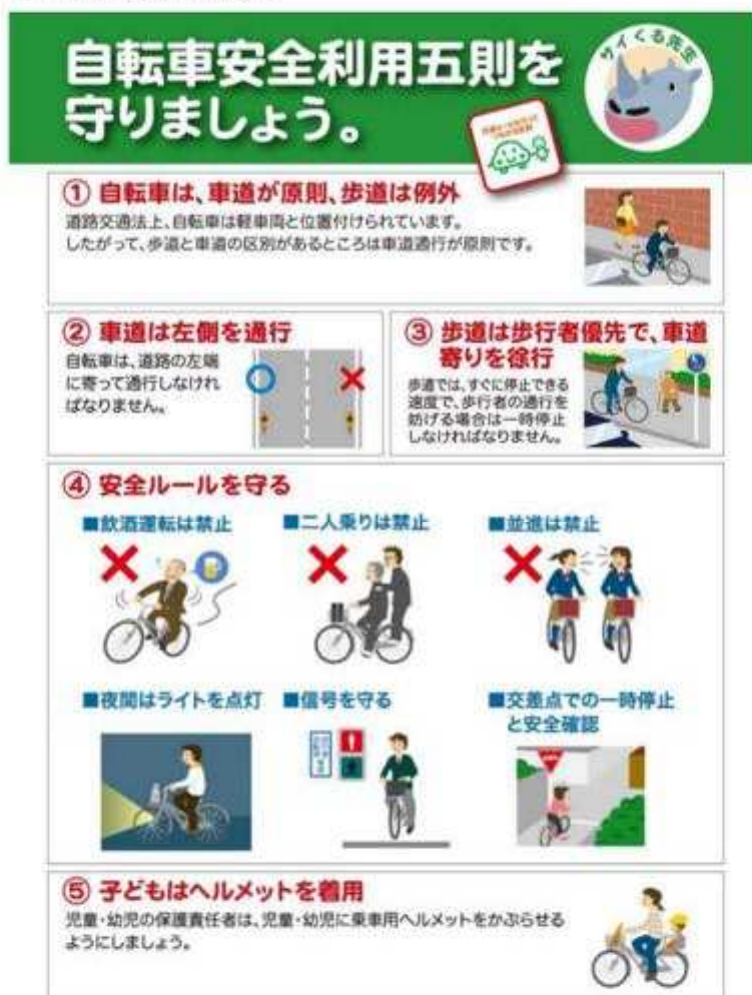 自転車安全利用五則を
守りましょう。
サイくる先生
① 自転車は、車道が原則、歩道は例外
道路交通法上、自転車は軽車両と位置付けられています。
したがって、歩道と車道の区別があるところは車道通行が原則です。
② 車道は左側を通行
自転車は、道路の左端
に寄って通行しなけれ
ばなりません。
③ 歩道は歩行者優先で、車道
寄りを徐行
歩道では、すぐに停止できる
速度で、歩行者の通行を
妨げる場合は一時停止
しなければなりません。
④ 安全ルールを守る
■飲酒運転は禁止
■二人乗りは禁止
■並進は禁止
■夜間はライトを点灯
■信号を守る
■交差点での一時停止
と安全確認
⑤ 子どもはヘルメットを着用
児童・幼児の保護責任者は、児童・幼児に乗車用ヘルメットをかぶらせる
ようにしましょう。